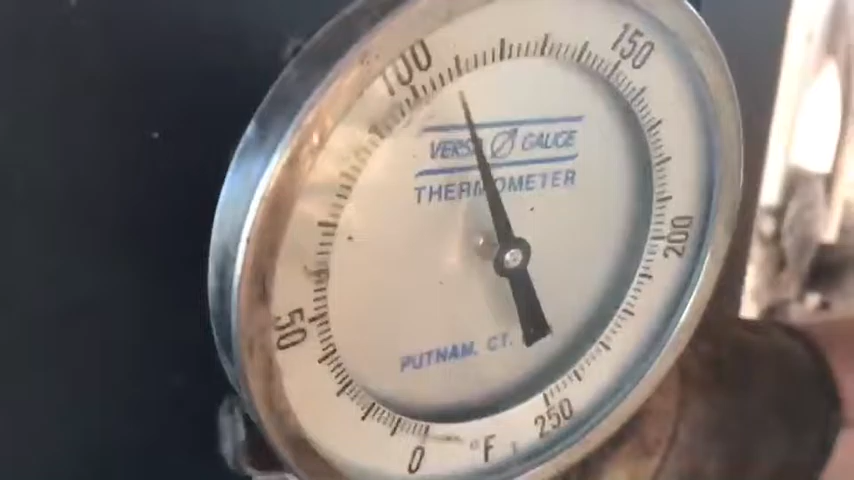 100
150
VERSA GAUGE
THERMOMETER
200
50
PUTNAM. CT.
250
0 °F